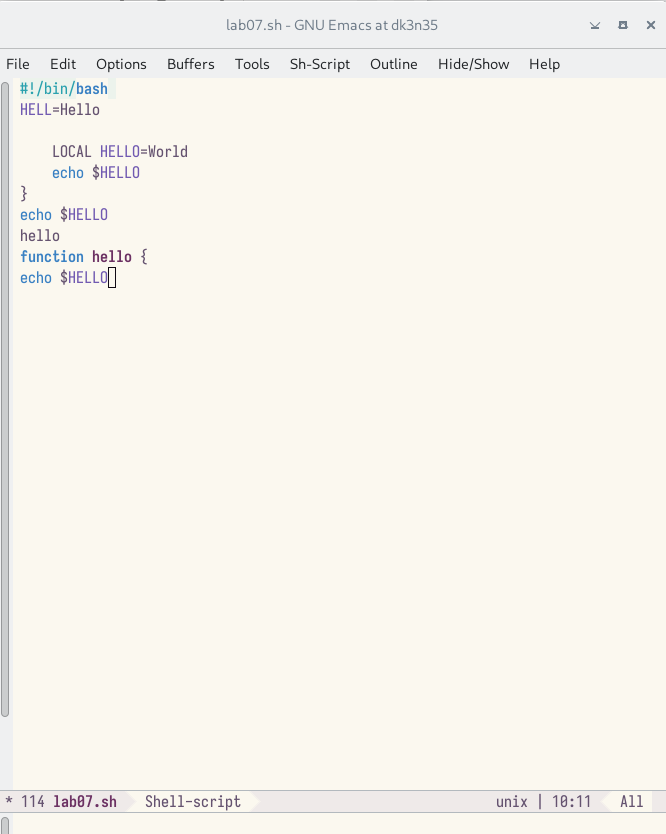 lab07.sh - GNU Emacs at dk3n35
File Edit Options Buffers Tools Sh-Script Outline Hide/Show Help
#!/bin/bash
HELL=Hello
LOCAL HELLO=World
echo $HELLO
}
echo $HELLO
hello
function hello {
echo $HELLO
* 114 lab07.sh Shell-script unix | 10:11 All